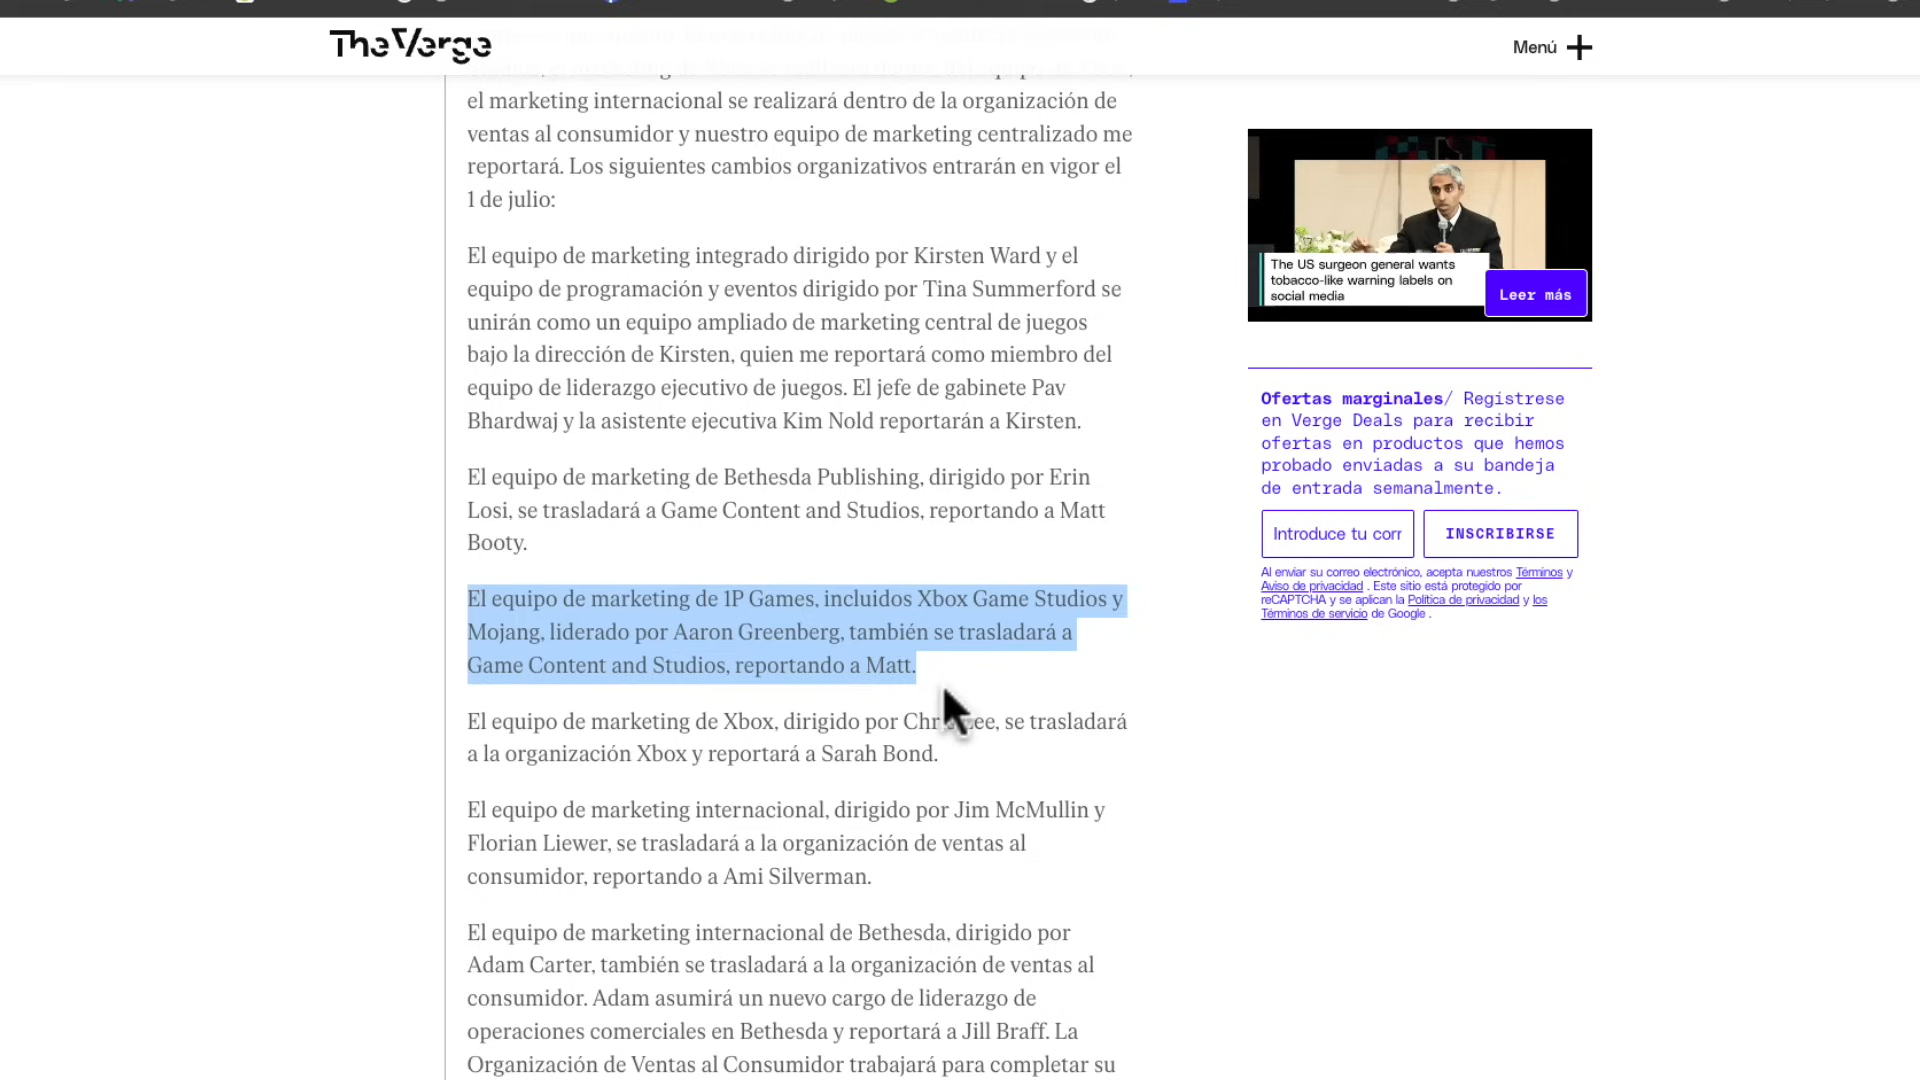 The Verge
Menú
el marketing internacional se realizará dentro de la organización de
ventas al consumidor y nuestro equipo de marketing centralizado me
reportará. Los siguientes cambios organizativos entrarán en vigor el
1 de julio:
El equipo de marketing integrado dirigido por Kirsten Ward y el
equipo de programación y eventos dirigido por Tina Summerford se
unirán como un equipo ampliado de marketing central de juegos
bajo la dirección de Kirsten, quien me reportará como miembro del
equipo de liderazgo ejecutivo de juegos. El jefe de gabinete Pav
Bhardwaj y la asistente ejecutiva Kim Nold reportarán a Kirsten.
El equipo de marketing de Bethesda Publishing, dirigido por Erin
Losi, se trasladará a Game Content and Studios, reportando a Matt
Booty.
El equipo de marketing de 1P Games, incluidos Xbox Game Studios y
Mojang, liderado por Aaron Greenberg, también se trasladará a
Game Content and Studios, reportando a Matt.
El equipo de marketing de Xbox, dirigido por se trasladará
a la organización Xbox y reportará a Sarah Bond.
El equipo de marketing internacional, dirigido por Jim McMullin y
Florian Liewer, se trasladará a la organización de ventas al
consumidor, reportando a Ami Silverman.
El equipo de marketing internacional de Bethesda, dirigido por
Adam Carter, también se trasladará a la organización de ventas al
consumidor. Adam asumirá un nuevo cargo de liderazgo de
operaciones comerciales en Bethesda y reportará a Jill Braff. La
Organización de Ventas al Consumidor trabajará para completar su
The US surgeon general wants
tobacco-like warning labels on
social media
Leer más
Ofertas marginales/ Regístrese
en Verge Deals para recibir
ofertas en productos que hemos
probado enviadas a su bandeja
de entrada semanalmente.
Introduce tu corr
INSCRIBIRSE
Al enviar su correo electrónico, acepta nuestros Términos y
Aviso de privacidad . Este sitio está protegido por
reCAPTCHA y se aplican la Política de privacidad y los
Términos de servicio de Google .